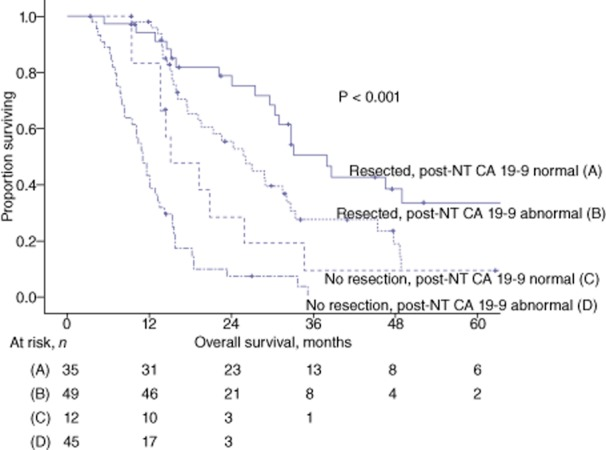 Proportion surviving
1.0
0.8
0.6
0.4
0.2
0.0
P < 0.001
Resected, post-NT CA 19-9 normal (A)
Resected, post-NT CA 19-9 abnormal (B)
No resection, post-NT CA 19-9 normal (C)
No resection, post-NT CA 19-9 abnormal (D)
0 12 24 36 48 60
At risk, n Overall survival, months
(A) 35 31 23 13 8 6
(B) 49 46 21 8 4 2
(C) 12 10 3 1
(D) 45 17 3